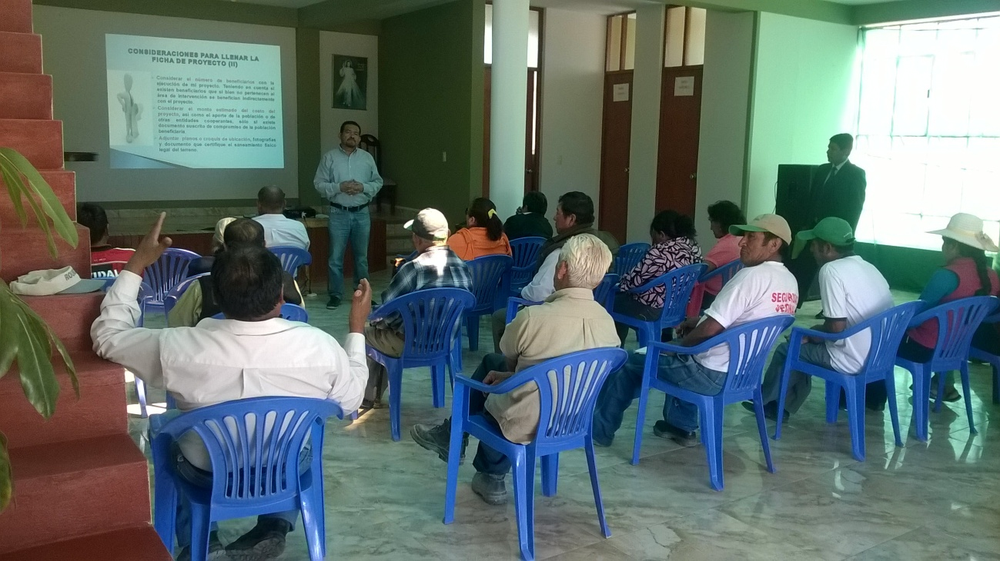 CONSIDERACIONES PARA LLENAR LA
FICHA DE PROYECTO (II)
Considerar el número de beneficiarios con la
ejecución de mi proyecto. Teniendo en cuenta si
existen beneficiarios que si bien no pertenecen al
área de intervención se benefician indirectamente
con el proyecto.
Considerar el monto estimado del costo del
proyecto, así como el aporte de la población o de
otras entidades cooperantes, sólo si existe
documento suscrito de compromiso de la población
beneficiaria.
Adjuntar planos o croquis de ubicación, fotografías
y documento que certifique el saneamiento físico
legal del terreno.